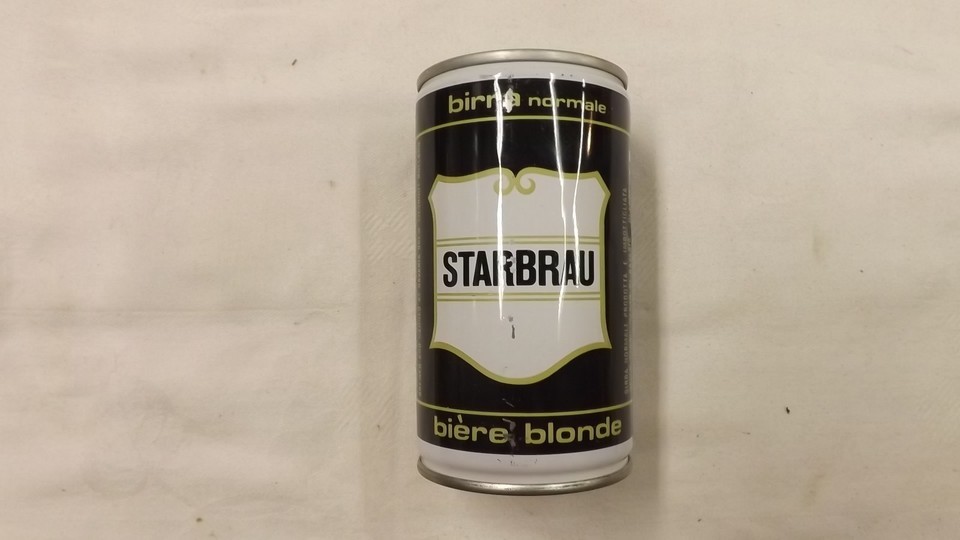 birra normale
STARBRAU
bière blonde